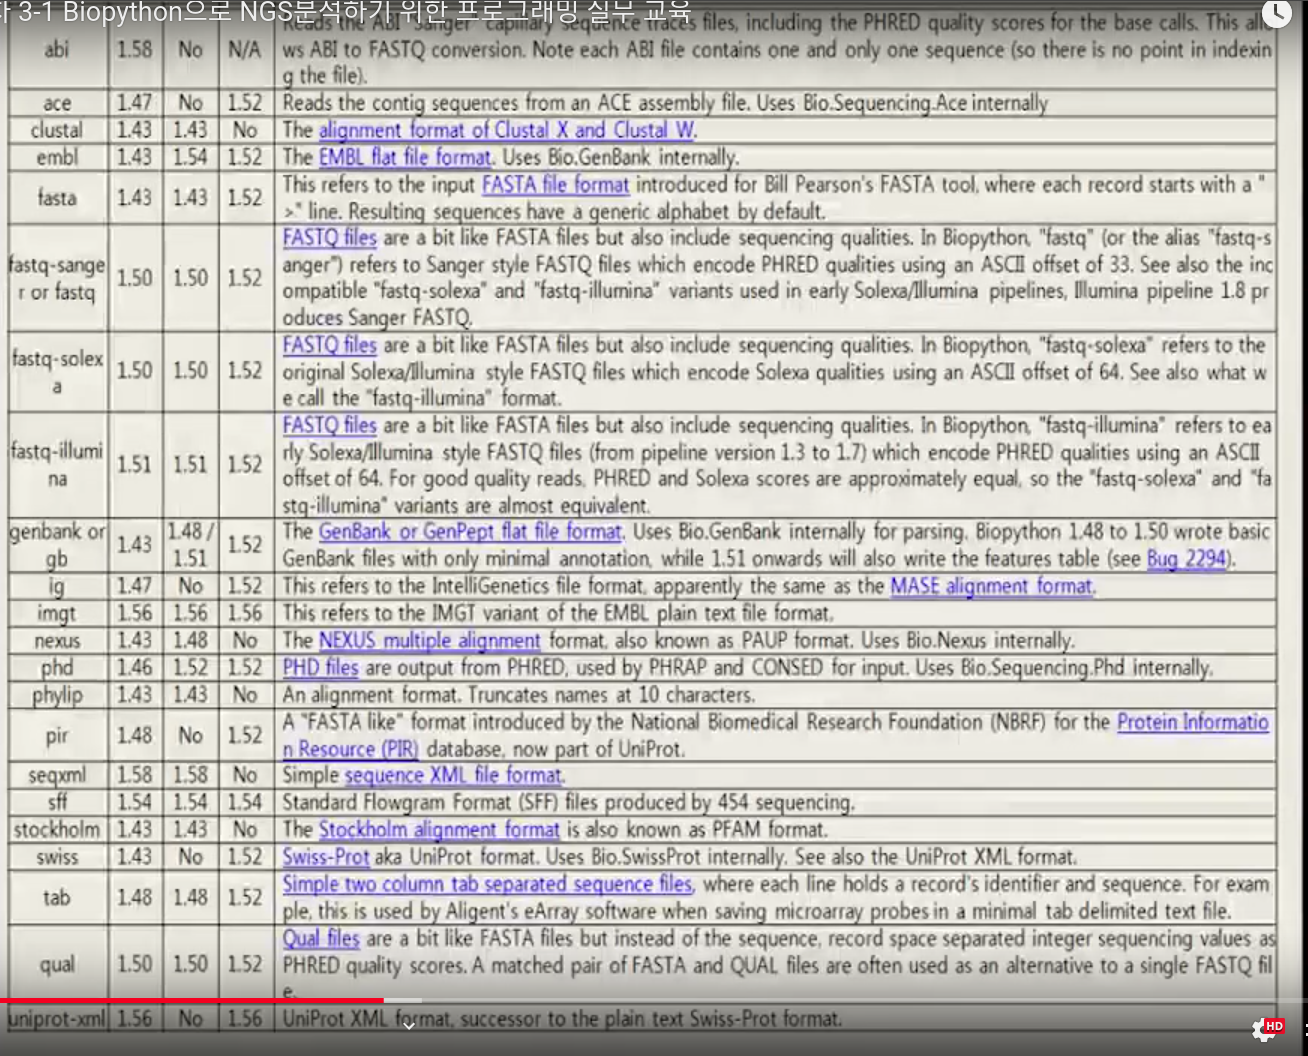 3-1 Biopython으로 NGS분석하기 위한 프로그래밍 실무 교육
Reads the ABI "Sanger" capillary sequence traces files, including the PHRED quality scores for the base calls. This allo
abi 1.58 No N/A ws ABI to FASTQ conversion. Note each ABI file contains one and only one sequence (so there is no point in indexin
g the file).
ace 1.47 No 1.52 Reads the contig sequences from an ACE assembly file. Uses Bio.Sequencing.Ace internally
clustal 1.43 1.43 No The alignment format of Clustal X and Clustal W.
embl 1.43 1.54 1.52 The EMBL flat file format. Uses Bio.GenBank internally.
fasta 1.43 1.43 1.52 This refers to the input FASTA file format introduced for Bill Pearson's FASTA tool, where each record starts with a "
>" line. Resulting sequences have a generic alphabet by default.
FASTQ files are a bit like FASTA files but also include sequencing qualities. In Biopython, "fastq" (or the alias "fastq-s
fastq-sange
r or fastq 1.50 1.50 1.52 anger") refers to Sanger style FASTQ files which encode PHRED qualities using an ASCII offset of 33. See also the inc
ompatible "fastq-solexa" and "fastq-illumina" variants used in early Solexa/Illumina pipelines, Illumina pipeline 1.8 pr
oduces Sanger FASTQ.
fastq-solex
a 1.50 1.50 1.52 FASTQ files are a bit like FASTA files but also include sequencing qualities. In Biopython, "fastq-solexa" refers to the
original Solexa/Illumina style FASTQ files which encode Solexa qualities using an ASCII offset of 64. See also what w
e call the "fastq-illumina" format.
fastq-illumi
na 1.51 1.51 1.52 FASTQ files are a bit like FASTA files but also include sequencing qualities. In Biopython, "fastq-illumina" refers to ea
rly Solexa/Illumina style FASTQ files (from pipeline version 1.3 to 1.7) which encode PHRED qualities using an ASCII
offset of 64. For good quality reads, PHRED and Solexa scores are approximately equal, so the "fastq-solexa" and "fa
stq-illumina" variants are almost equivalent.
genbank or
gb 1.43 1.48 /
1.51 1.52 The GenBank or GenPept flat file format. Uses Bio.GenBank internally for parsing. Biopython 1.48 to 1.50 wrote basic
GenBank files with only minimal annotation, while 1.51 onwards will also write the features table (see Bug 2294).
ig 1.47 No 1.52 This refers to the IntelliGenetics file format, apparently the same as the MASE alignment format.
imgt 1.56 1.56 1.56 This refers to the IMGT variant of the EMBL plain text file format.
nexus 1.43 1.48 No The NEXUS multiple alignment format, also known as PAUP format. Uses Bio.Nexus internally.
phd 1.46 1.52 1.52 PHD files are output from PHRED, used by PHRAP and CONSED for input. Uses Bio.Sequencing.Phd internally.
phylip 1.43 1.43 No An alignment format. Truncates names at 10 characters.
pir 1.48 No 1.52 A "FASTA like" format introduced by the National Biomedical Research Foundation (NBRF) for the Protein Informatio
n Resource (PIR) database, now part of UniProt.
seqxml 1.58 1.58 No Simple sequence XML file format.
sff 1.54 1.54 1.54 Standard Flowgram Format (SFF) files produced by 454 sequencing.
stockholm 1.43 1.43 No The Stockholm alignment format is also known as PFAM format.
swiss 1.43 No 1.52 Swiss-Prot aka UniProt format. Uses Bio.SwissProt internally. See also the UniProt XML format.
tab 1.48 1.48 1.52 Simple two column tab separated sequence files, where each line holds a record's identifier and sequence. For exam
ple, this is used by Aligent's eArray software when saving microarray probes in a minimal tab delimited text file.
qual 1.50 1.50 1.52 Qual files are a bit like FASTA files but instead of the sequence, record space separated integer sequencing values as
PHRED quality scores. A matched pair of FASTA and QUAL files are often used as an alternative to a single FASTQ fil
e.
uniprot-xml 1.56 No 1.56 UniProt XML format, successor to the plain text Swiss-Prot format.
HD